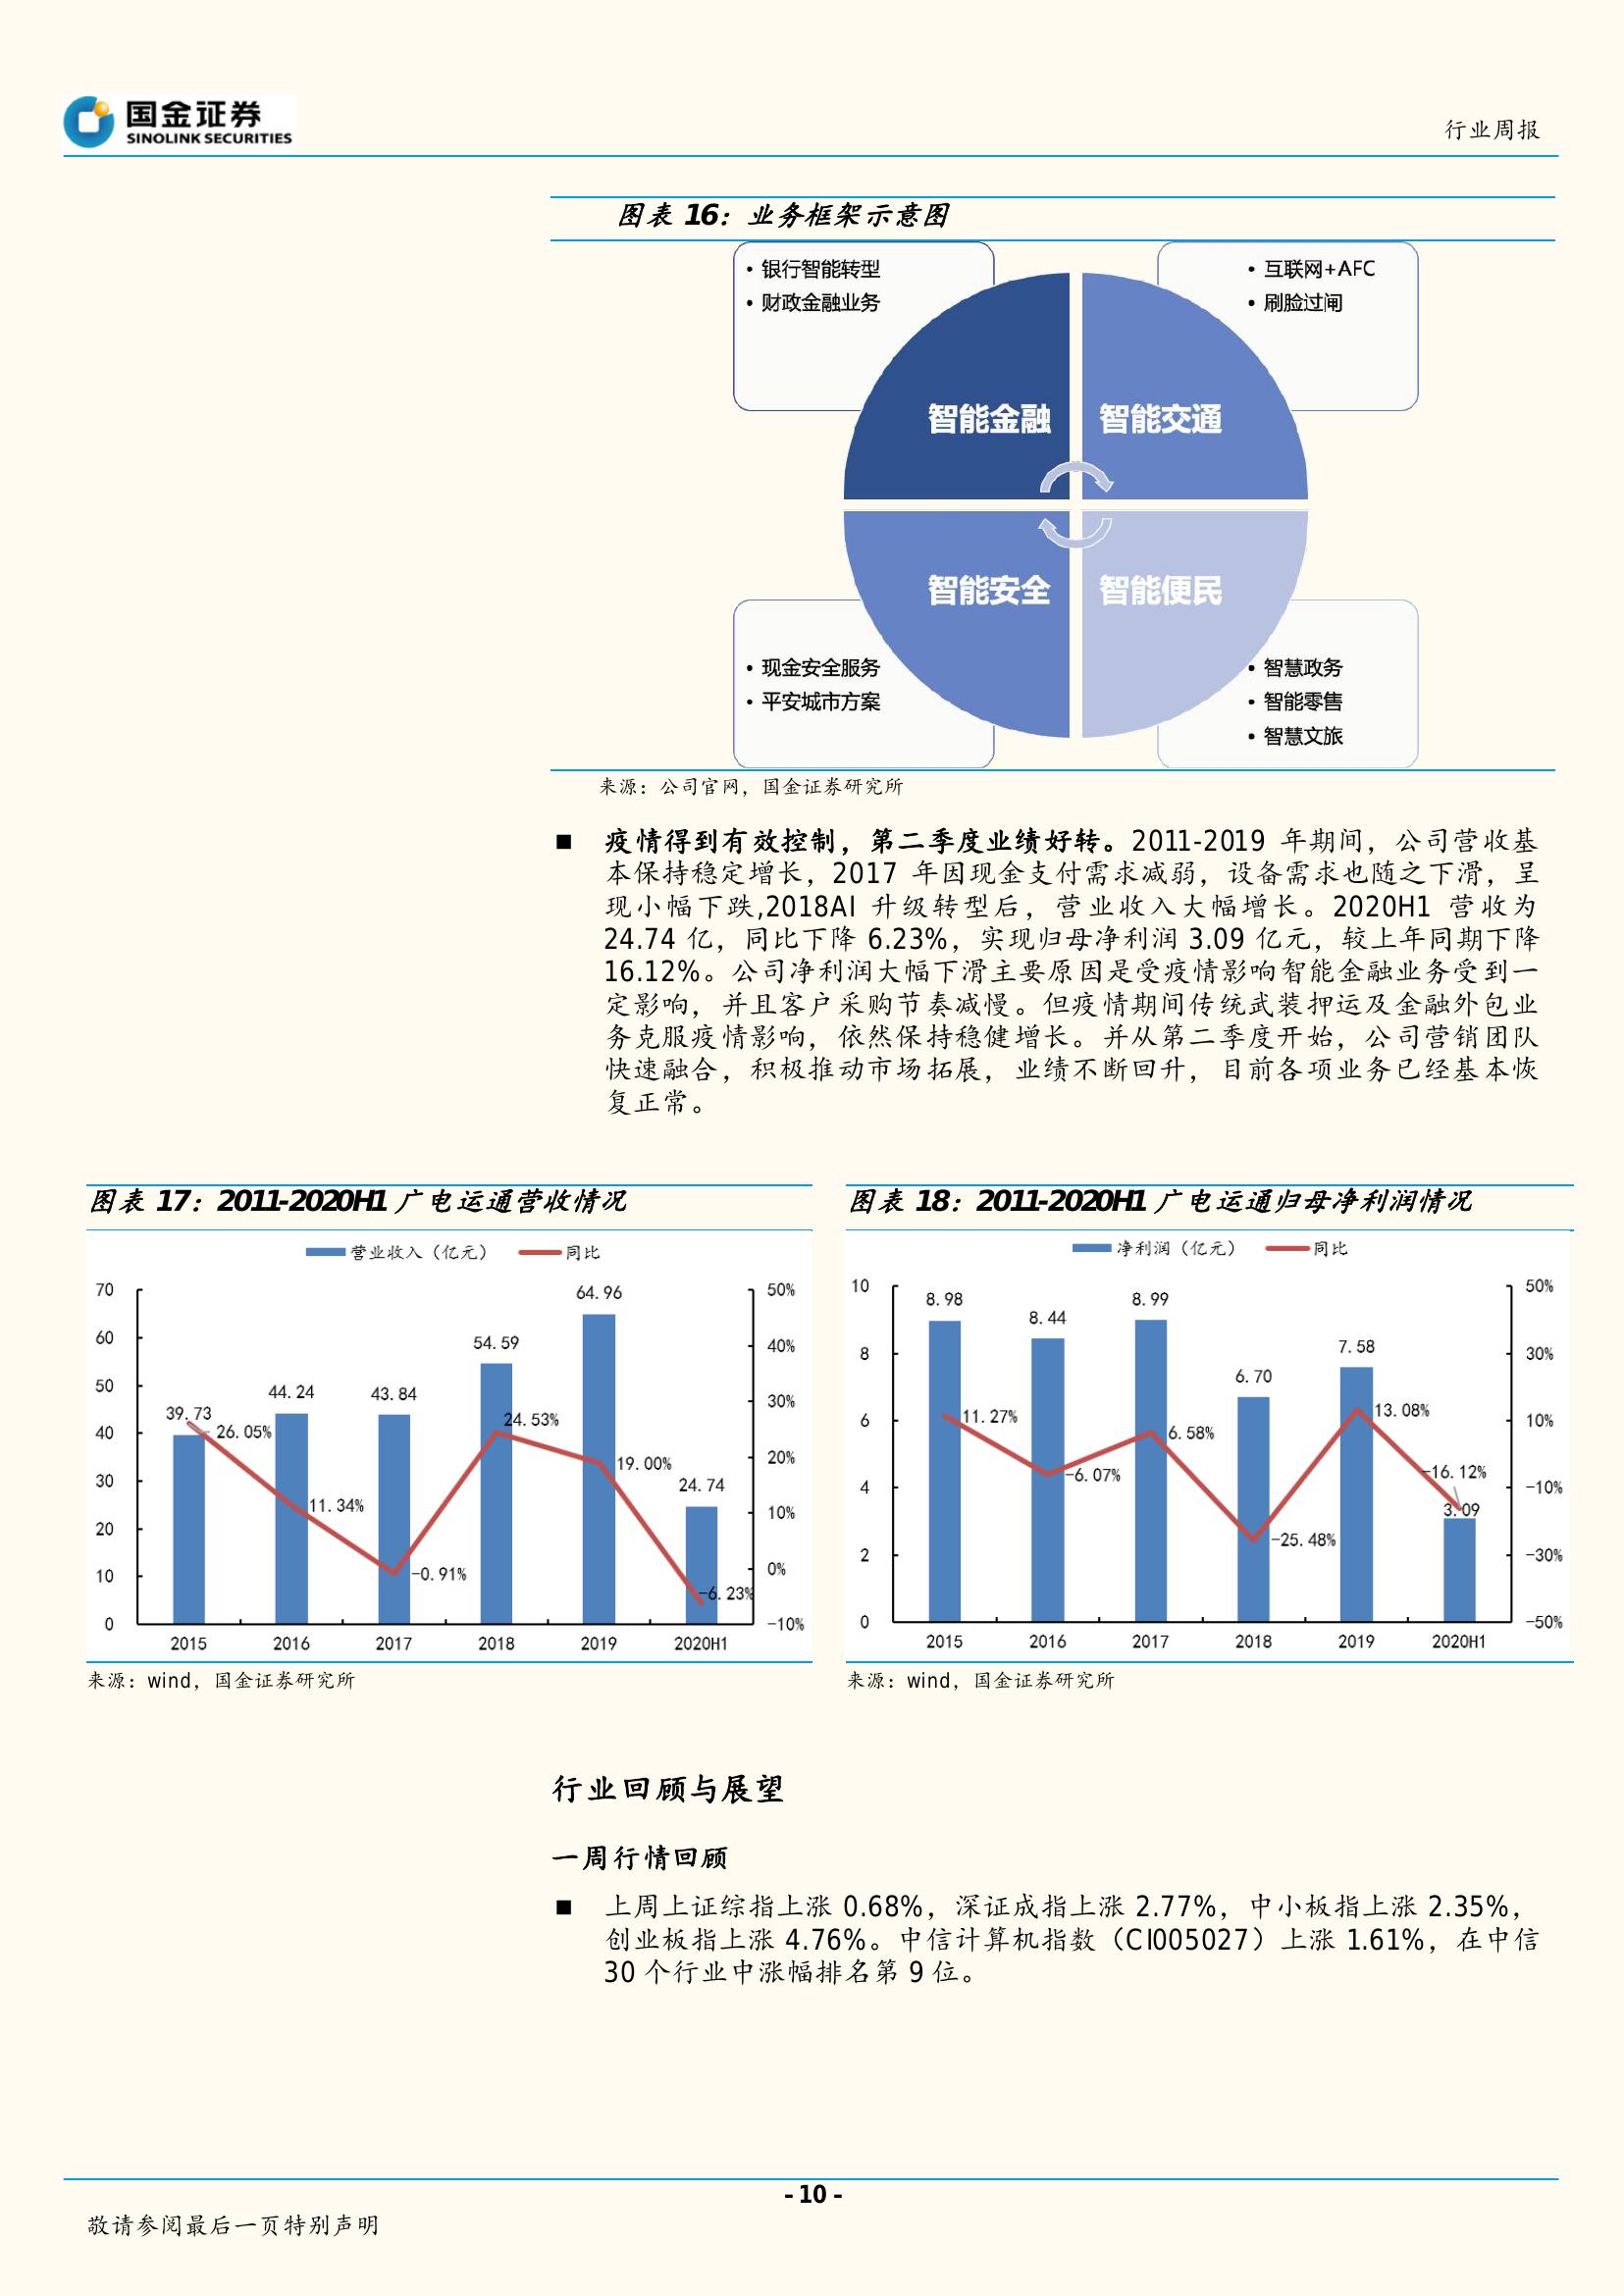 国金证券
SINOLINK SECURITIES
行业周报
图表 16：业务框架示意图
• 银行智能转型
• 财政金融业务
• 互联网+AFC
• 刷脸过闸
智能金融
智能交通
智能安全
智能便民
• 现金安全服务
• 平安城市方案
• 智慧政务
• 智能零售
• 智慧文旅
来源：公司官网，国金证券研究所
■ 疫情得到有效控制，第二季度业绩好转。2011-2019 年期间，公司营收基
本保持稳定增长，2017 年因现金支付需求减弱，设备需求也随之下滑，呈
现小幅下跌,2018AI 升级转型后，营业收入大幅增长。2020H1 营收为
24.74 亿，同比下降 6.23%，实现归母净利润 3.09 亿元，较上年同期下降
16.12%。公司净利润大幅下滑主要原因是受疫情影响智能金融业务受到一
定影响，并且客户采购节奏减慢。但疫情期间传统武装押运及金融外包业
务克服疫情影响，依然保持稳健增长。并从第二季度开始，公司营销团队
快速融合，积极推动市场拓展，业绩不断回升，目前各项业务已经基本恢
复正常。
图表 17：2011-2020H1 广电运通营收情况
营业收入（亿元） 同比
70
60
50
40
30
20
10
0
50%
40%
30%
20%
10%
0%
-10%
39.73
44.24
43.84
54.59
64.96
24.74
26.05%
11.34%
-0.91%
24.53%
19.00%
-6.23%
2015 2016 2017 2018 2019 2020H1
来源：wind，国金证券研究所
图表 18：2011-2020H1 广电运通归母净利润情况
净利润（亿元） 同比
10
8
6
4
2
0
50%
30%
10%
-10%
-30%
-50%
8.98
8.44
8.99
6.70
7.58
3.09
11.27%
-6.07%
6.58%
-25.48%
13.08%
-16.12%
2015 2016 2017 2018 2019 2020H1
来源：wind，国金证券研究所
行业回顾与展望
一周行情回顾
■ 上周上证综指上涨 0.68%，深证成指上涨 2.77%，中小板指上涨 2.35%，
创业板指上涨 4.76%。中信计算机指数（CI005027）上涨 1.61%，在中信
30 个行业中涨幅排名第 9 位。
- 10 -
敬请参阅最后一页特别声明